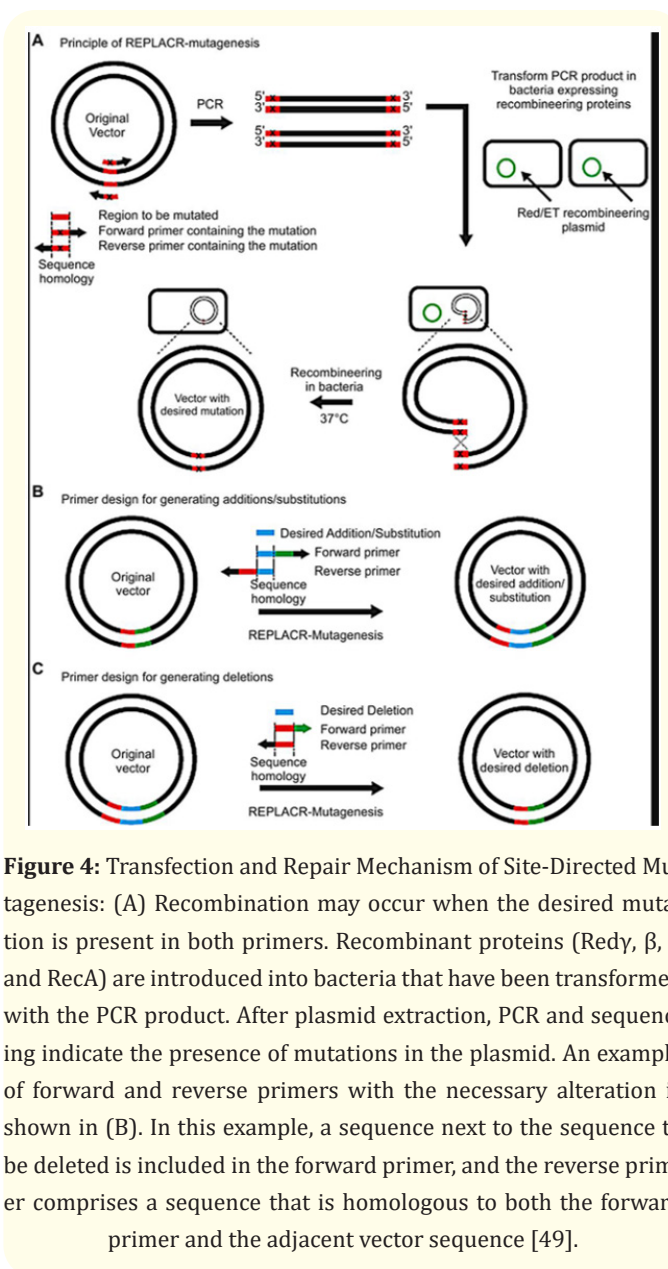 A Principle of REPLACR-mutagenesis
Original
Vector
PCR
5' 3'
3' 5'
5' 3'
3' 5'
Transform PCR product in
bacteria expressing
recombineering proteins
Red/ET recombineering
plasmid
Region to be mutated
Forward primer containing the mutation
Reverse primer containing the mutation
Sequence
homology
Vector with
desired mutation
Recombineering
in bacteria
37°C
B Primer design for generating additions/substitutions
Original
vector
Desired Addition/Substitution
Forward primer
Reverse primer
Sequence
homology
REPLACR-Mutagenesis
Vector with
desired addition/
substitution
C Primer design for generating deletions
Original
vector
Desired Deletion
Forward primer
Reverse primer
Sequence
homology
REPLACR-Mutagenesis
Vector with
desired deletion
Figure 4: Transfection and Repair Mechanism of Site-Directed Mu
tagenesis: (A) Recombination may occur when the desired muta
tion is present in both primers. Recombinant proteins (Redγ, β,
and RecA) are introduced into bacteria that have been transforme
with the PCR product. After plasmid extraction, PCR and sequenc
ing indicate the presence of mutations in the plasmid. An exampl
of forward and reverse primers with the necessary alteration i
shown in (B). In this example, a sequence next to the sequence t
be deleted is included in the forward primer, and the reverse prim
er comprises a sequence that is homologous to both the forwar
primer and the adjacent vector sequence [49].